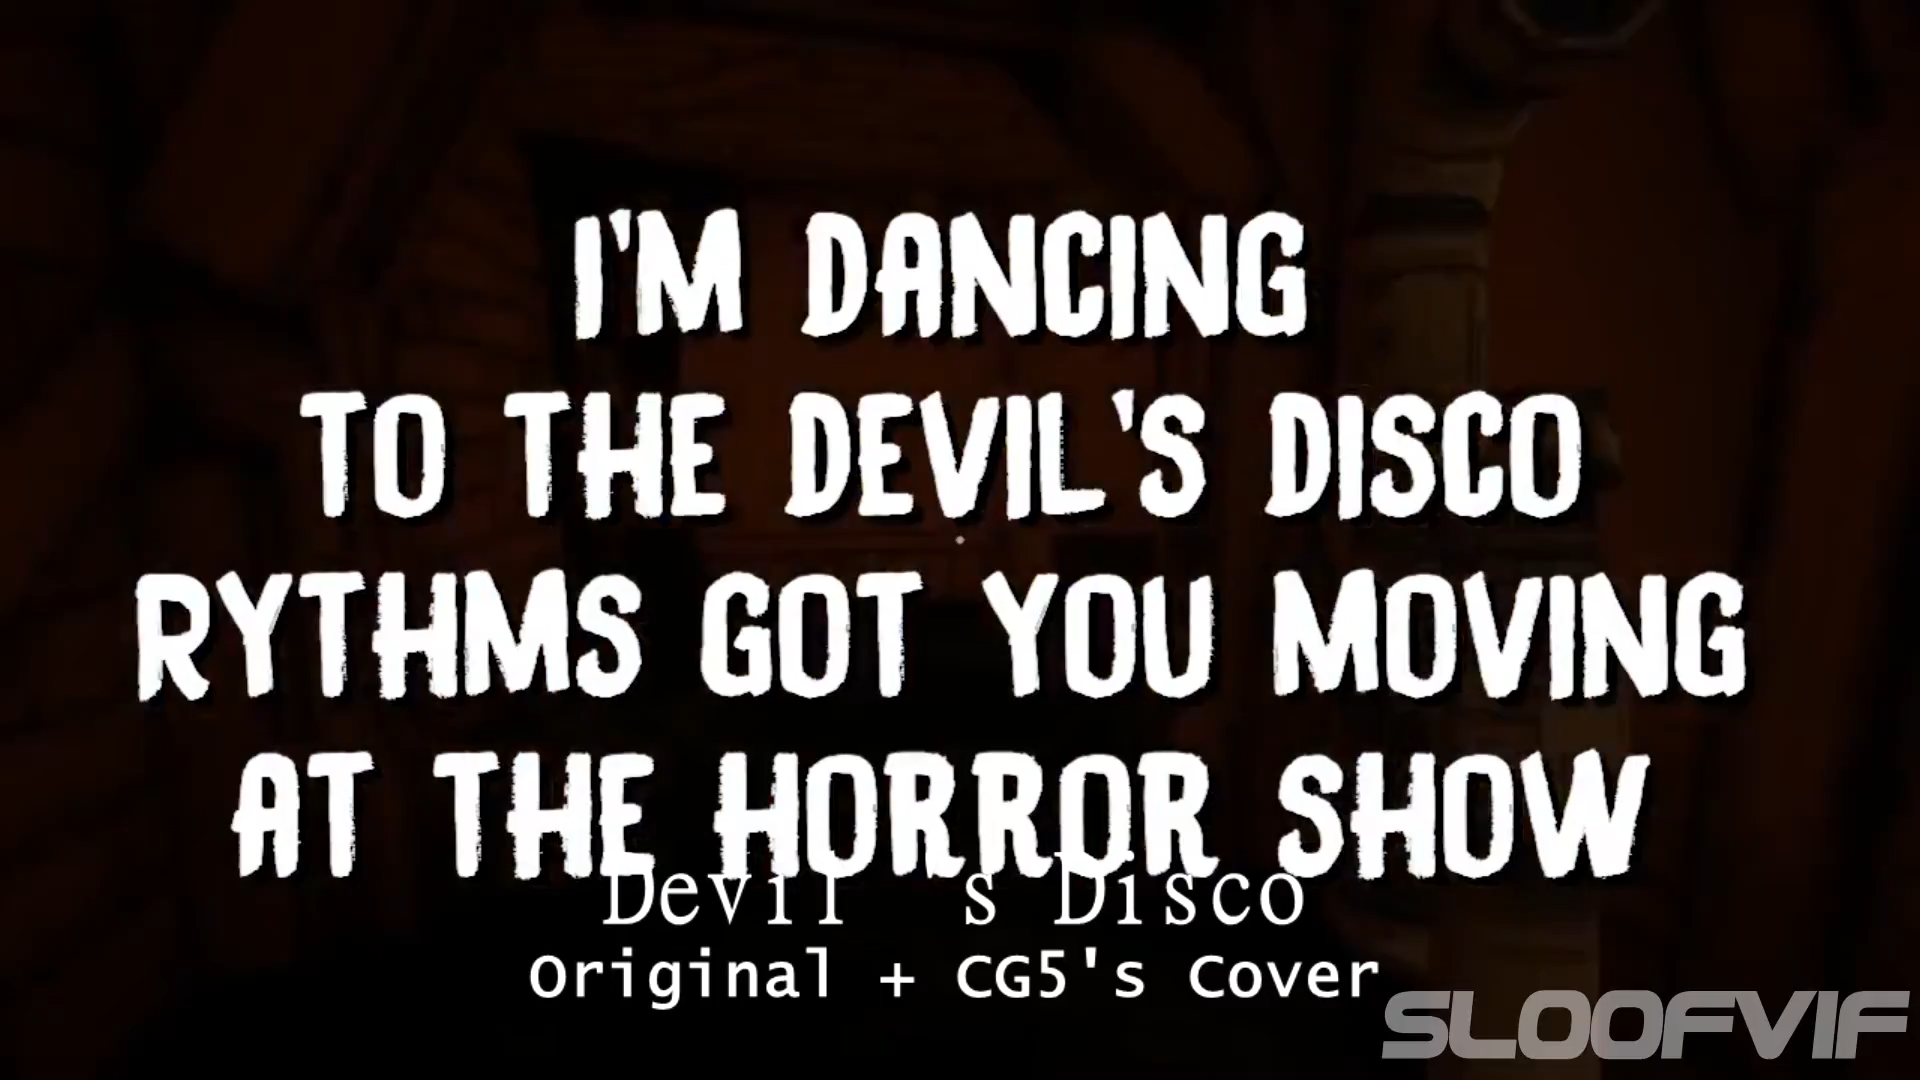 I'M DANCING
TO THE DEVIL'S DISCO
RYTHMS GOT YOU MOVING
AT THE HORROR SHOW
Devil s Disco
Original + CG5's Cover
SLOOFVIF